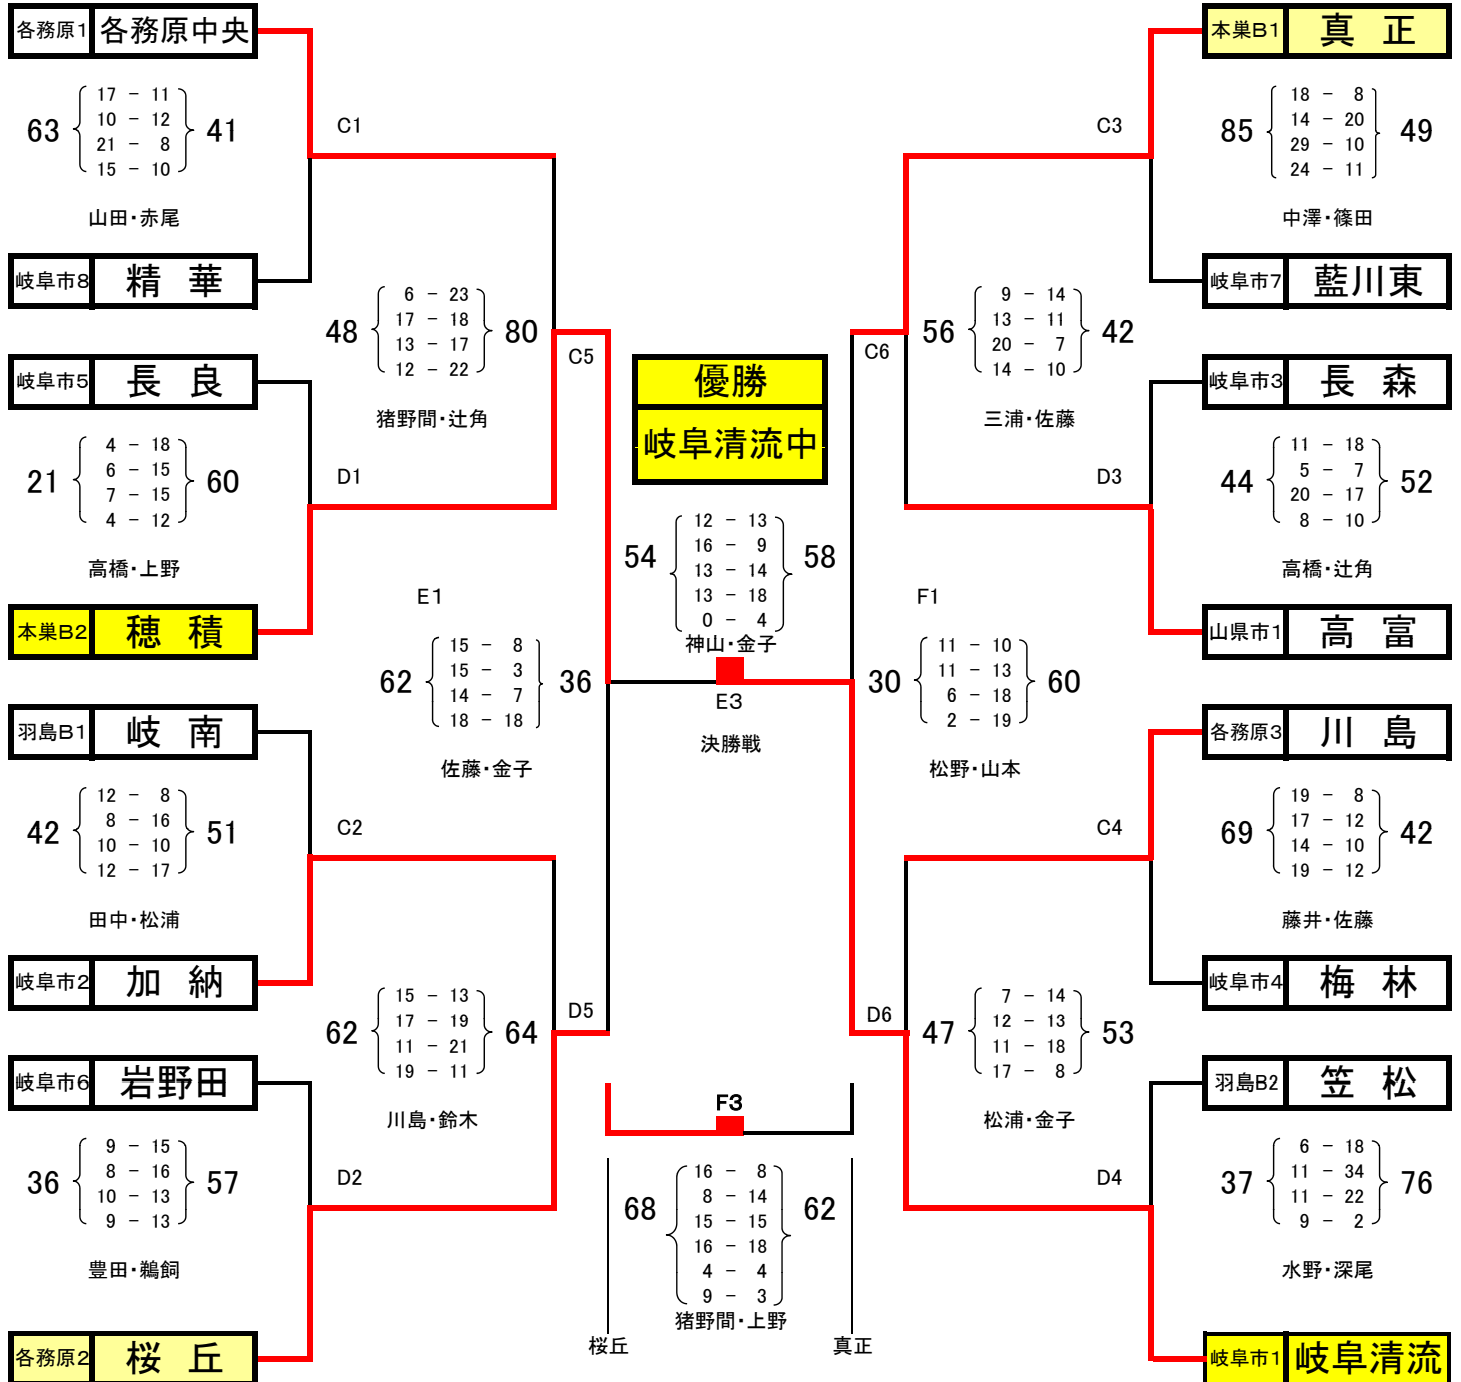 各務原1 各務原中央
63 41
17 - 11
10 - 12
21 - 8
15 - 10
山田・赤尾
C1
岐阜市8 精 華
岐阜市5 長 良
21 60
4 - 18
6 - 15
7 - 15
4 - 12
高橋・上野
D1
本巣B2 穂 積
48 80
6 - 23
17 - 18
13 - 17
12 - 22
猪野間・辻角
C5
羽島B1 岐 南
42 51
12 - 8
8 - 16
10 - 10
12 - 17
田中・松浦
C2
岐阜市2 加 納
岐阜市6 岩野田
36 57
9 - 15
8 - 16
10 - 13
9 - 13
豊田・鵜飼
D2
各務原2 桜 丘
62 64
15 - 13
17 - 19
11 - 21
19 - 11
川島・鈴木
D5
E1
62 36
15 - 8
15 - 3
14 - 7
18 - 18
佐藤・金子
優勝
岐阜清流中
54 58
12 - 13
16 - 9
13 - 14
13 - 18
0 - 4
神山・金子
E3
決勝戦
F3
68 62
16 - 8
8 - 14
15 - 15
16 - 18
4 - 4
9 - 3
猪野間・上野
桜丘 真正
F1
30 60
11 - 10
11 - 13
6 - 18
2 - 19
松野・山本
C6
56 42
9 - 14
13 - 11
20 - 7
14 - 10
三浦・佐藤
D6
47 53
7 - 14
12 - 13
11 - 18
17 - 8
松浦・金子
本巣B1 真 正
C3
85 49
18 - 8
14 - 20
29 - 10
24 - 11
中澤・篠田
岐阜市7 藍川東
岐阜市3 長 森
D3
44 52
11 - 18
5 - 7
20 - 17
8 - 10
高橋・辻角
山県市1 高 富
各務原3 川 島
C4
69 42
19 - 8
17 - 12
14 - 10
19 - 12
藤井・佐藤
岐阜市4 梅 林
羽島B2 笠 松
D4
37 76
6 - 18
11 - 34
11 - 22
9 - 2
水野・深尾
岐阜市1 岐阜清流